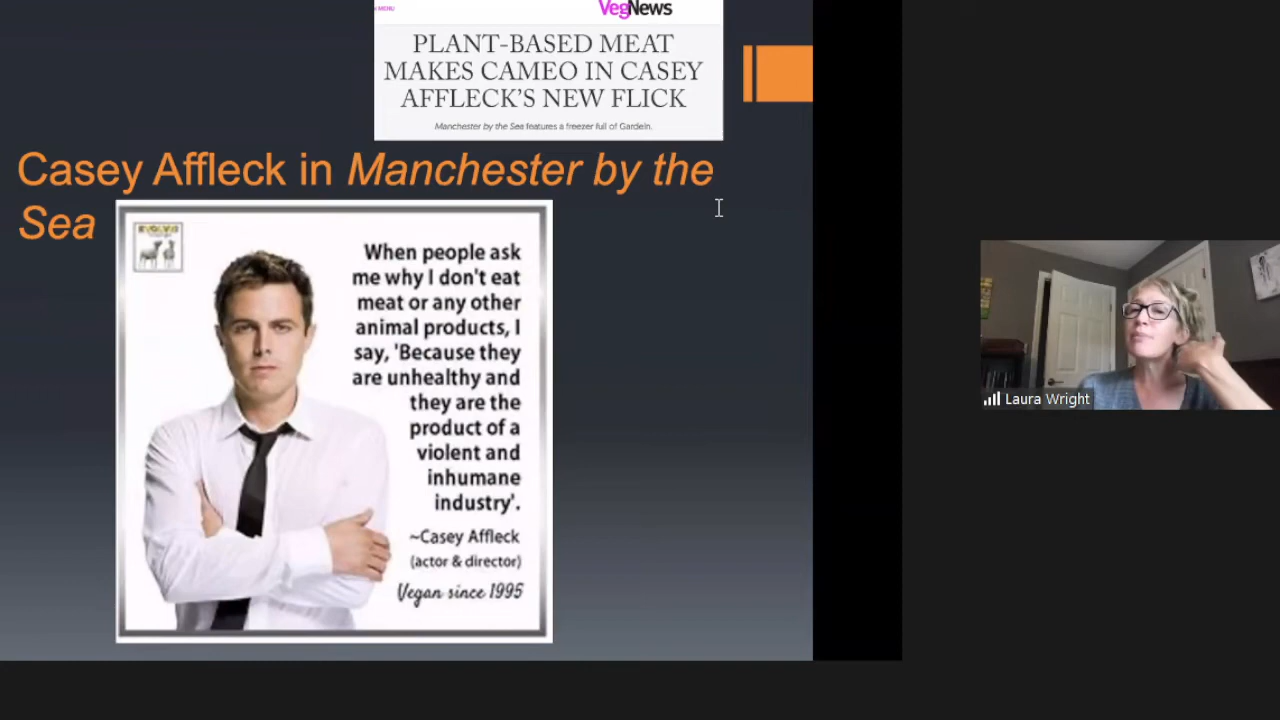 MENU
VegNews
PLANT-BASED MEAT
MAKES CAMEO IN CASEY
AFFLECK'S NEW FLICK
Manchester by the Sea features a freezer full of Gardein.
Casey Affleck in Manchester by the
Sea
EVOLVE
When people ask
me why I don't eat
meat or any other
animal products, I
say, 'Because they
are unhealthy and
they are the
product of a
violent and
inhumane
industry'.
~Casey Affleck
(actor & director)
Vegan since 1995
Laura Wright